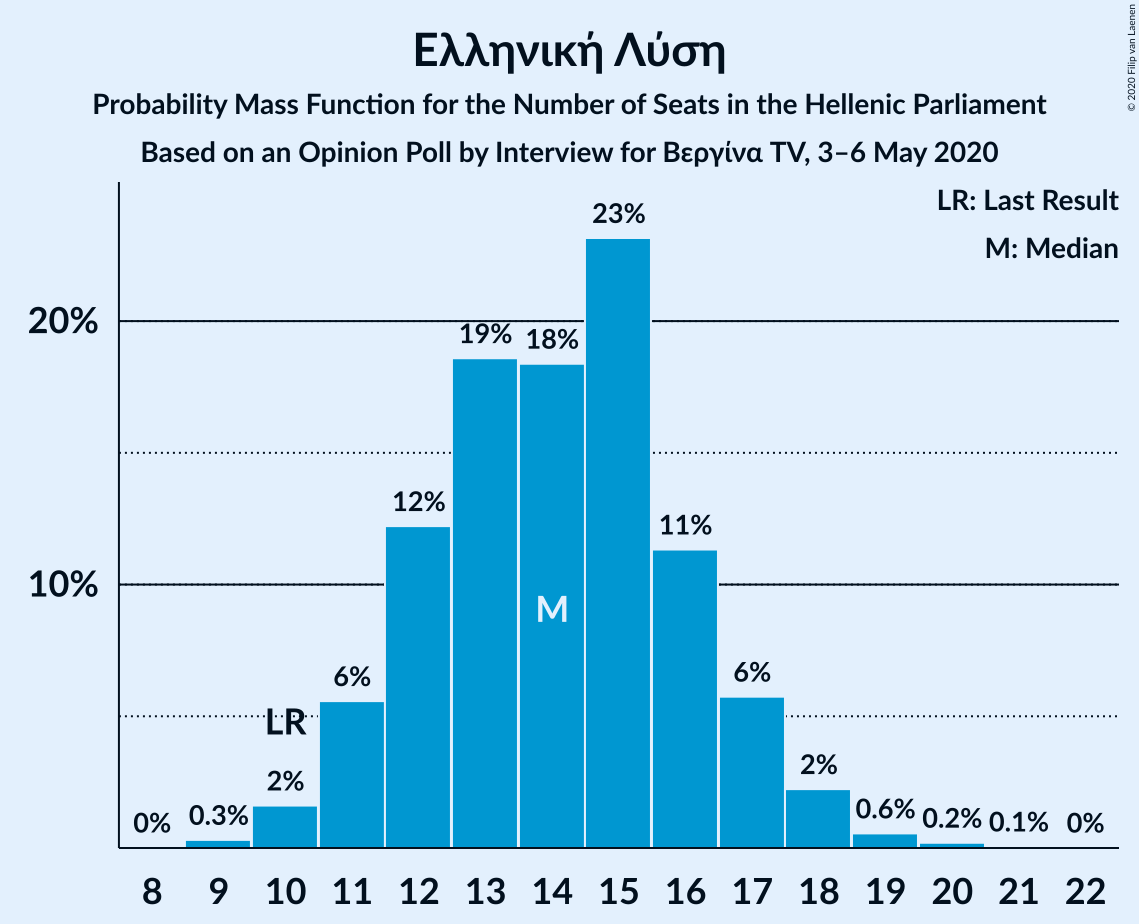 Ελληνική Λύση
Probability Mass Function for the Number of Seats in the Hellenic Parliament
Based on an Opinion Poll by Interview for Βεργίνα TV, 3–6 May 2020
© 2020 Filip van Laenen
LR: Last Result
M: Median
20%
10%
0%
0.3%
2%
LR
6%
12%
19%
18%
M
23%
11%
6%
2%
0.6%
0.2%
0.1%
0%
8 9 10 11 12 13 14 15 16 17 18 19 20 21 22